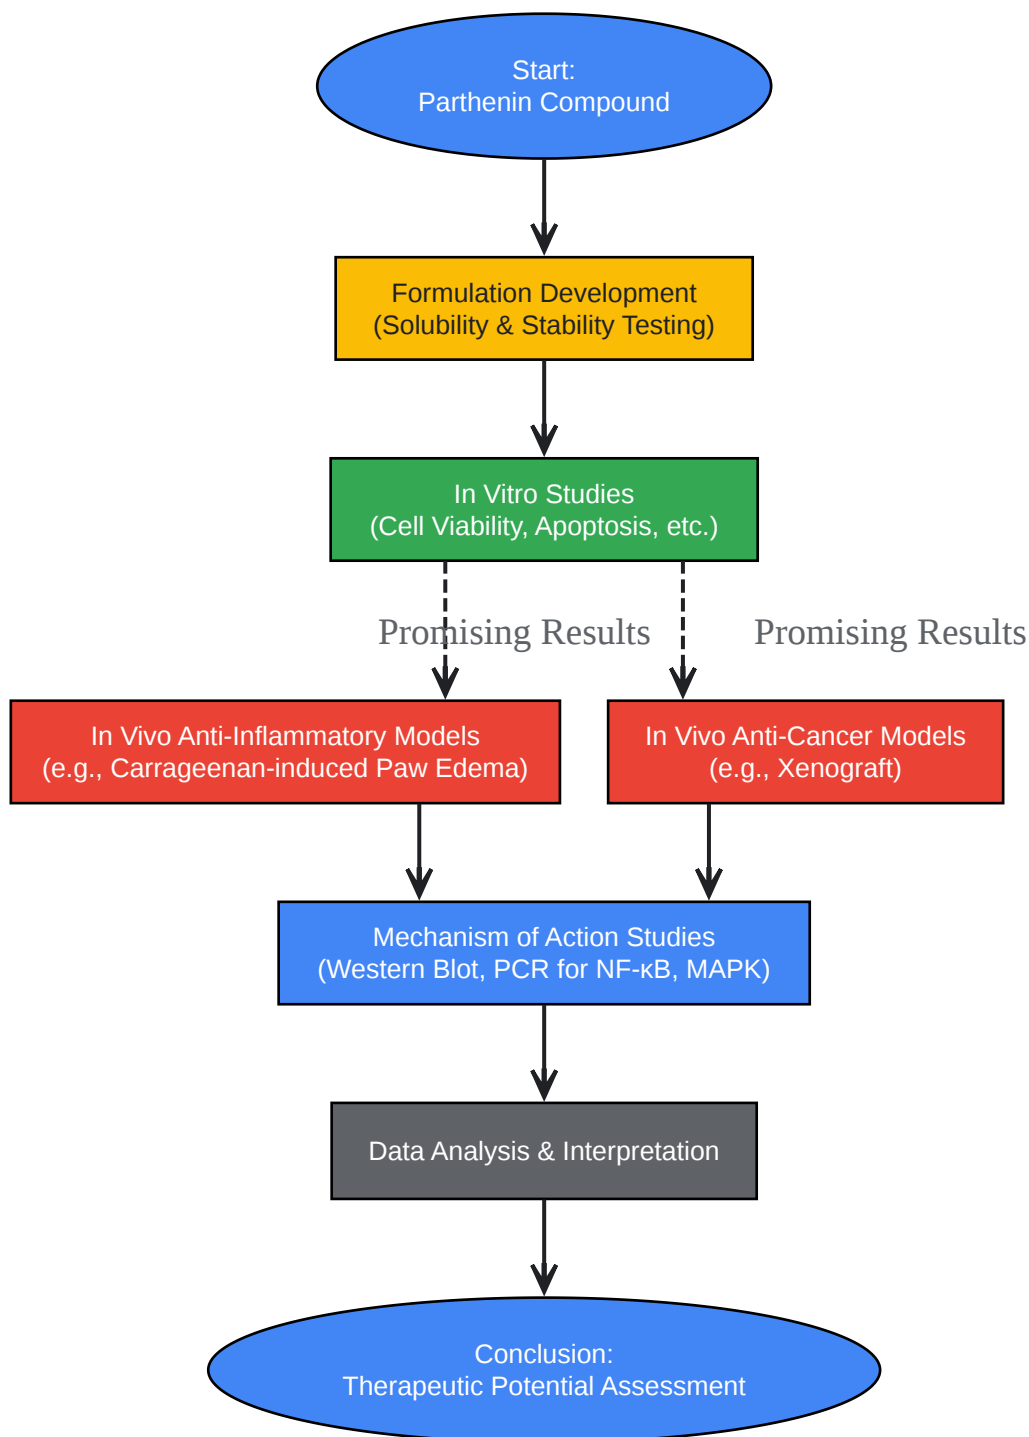 Start:
Parthenin Compound
Formulation Development
(Solubility & Stability Testing)
In Vitro Studies
(Cell Viability, Apoptosis, etc.)
Promising Results
Promising Results
In Vivo Anti-Inflammatory Models
(e.g., Carrageenan-induced Paw Edema)
In Vivo Anti-Cancer Models
(e.g., Xenograft)
Mechanism of Action Studies
(Western Blot, PCR for NF-κB, MAPK)
Data Analysis & Interpretation
Conclusion:
Therapeutic Potential Assessment